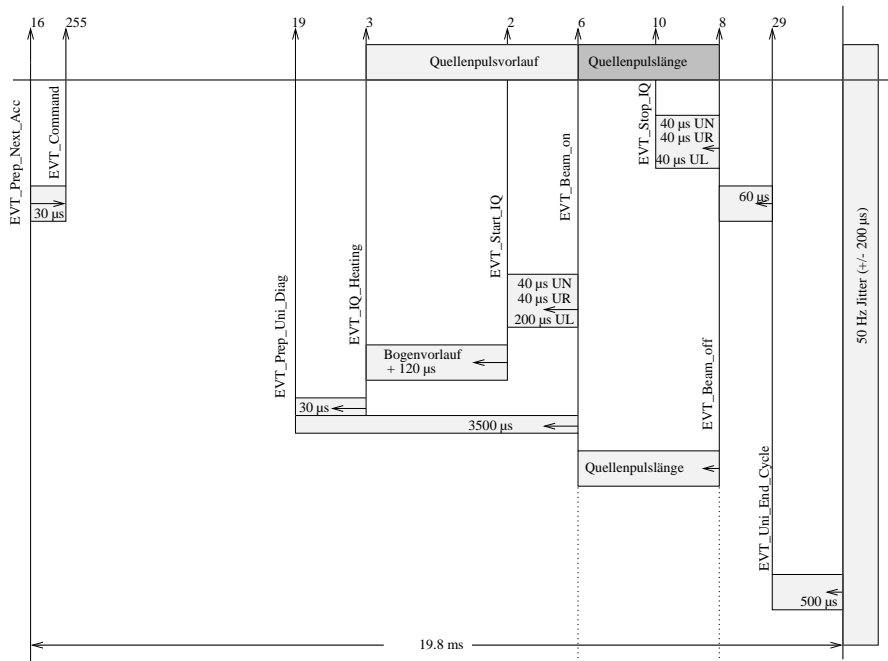 16
255
19
3
2
6
10
8
29
Quellenpulsvorlauf
Quellenpulslänge
EVT_Prep_Next_Acc
EVT_Command
EVT_Prep_Uni_Diag
EVT_IQ_Heating
EVT_Start_IQ
EVT_Beam_on
EVT_Stop_IQ
EVT_Beam_off
EVT_Uni_End_Cycle
50 Hz Jitter (+/- 200 µs)
40 µs UN
40 µs UR
40 µs UL
30 µs
60 µs
40 µs UN
40 µs UR
200 µs UL
Bogenvorlauf
+ 120 µs
30 µs
3500 µs
Quellenpulslänge
500 µs
19.8 ms